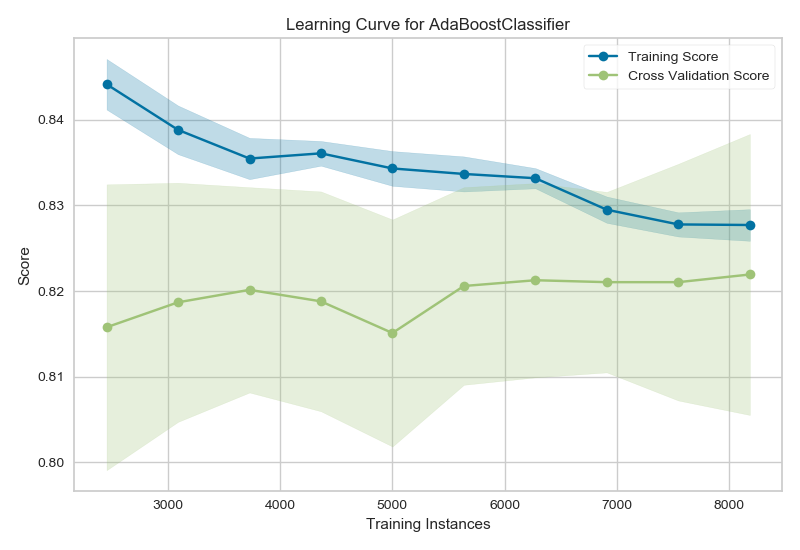 Learning Curve for AdaBoostClassifier
Training Score
Cross Validation Score
0.84
0.83
0.82
0.81
0.80
Score
3000 4000 5000 6000 7000 8000
Training Instances